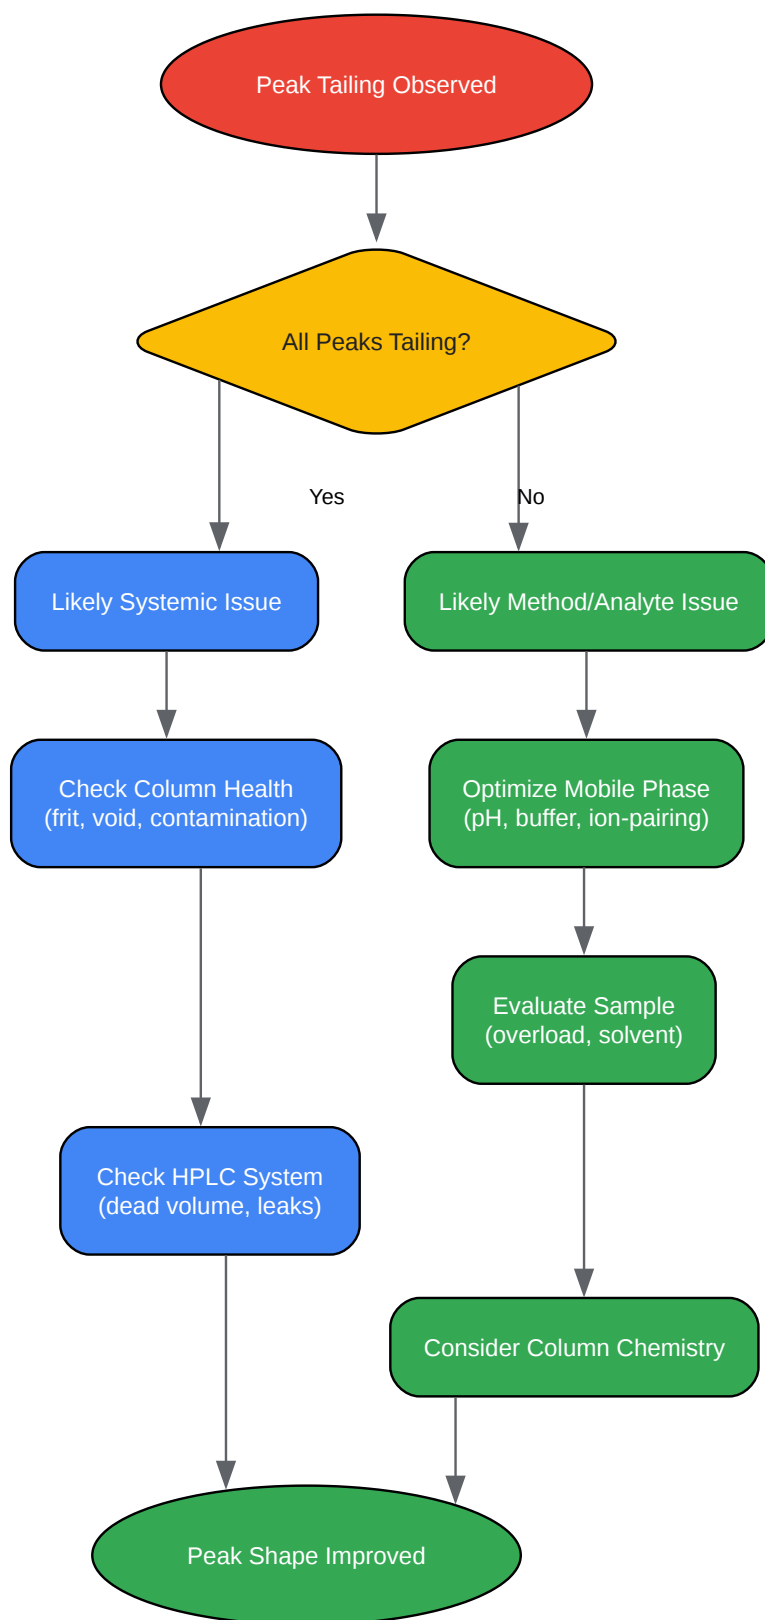 Peak Tailing Observed
All Peaks Tailing?
Yes
No
Likely Systemic Issue
Likely Method/Analyte Issue
Check Column Health
(frit, void, contamination)
Optimize Mobile Phase
(pH, buffer, ion-pairing)
Evaluate Sample
(overload, solvent)
Check HPLC System
(dead volume, leaks)
Consider Column Chemistry
Peak Shape Improved